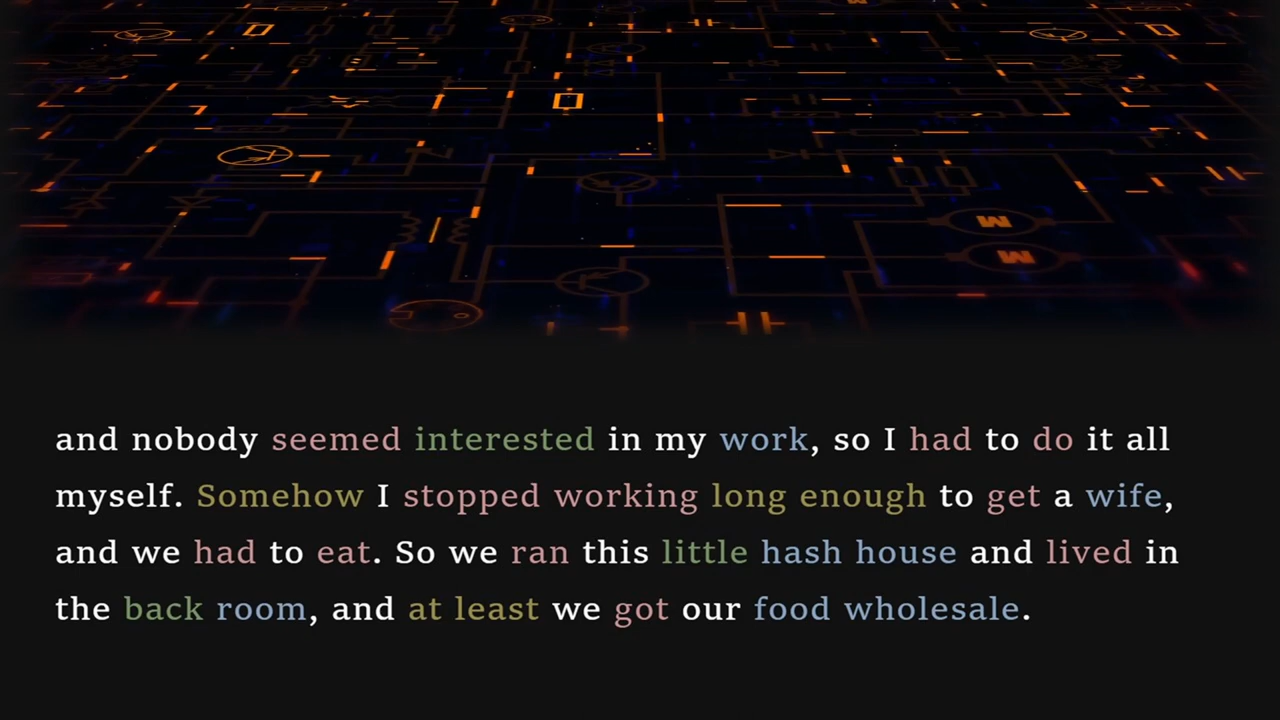 and nobody seemed interested in my work, so I had to do it all
myself. Somehow I stopped working long enough to get a wife,
and we had to eat. So we ran this little hash house and lived in
the back room, and at least we got our food wholesale.